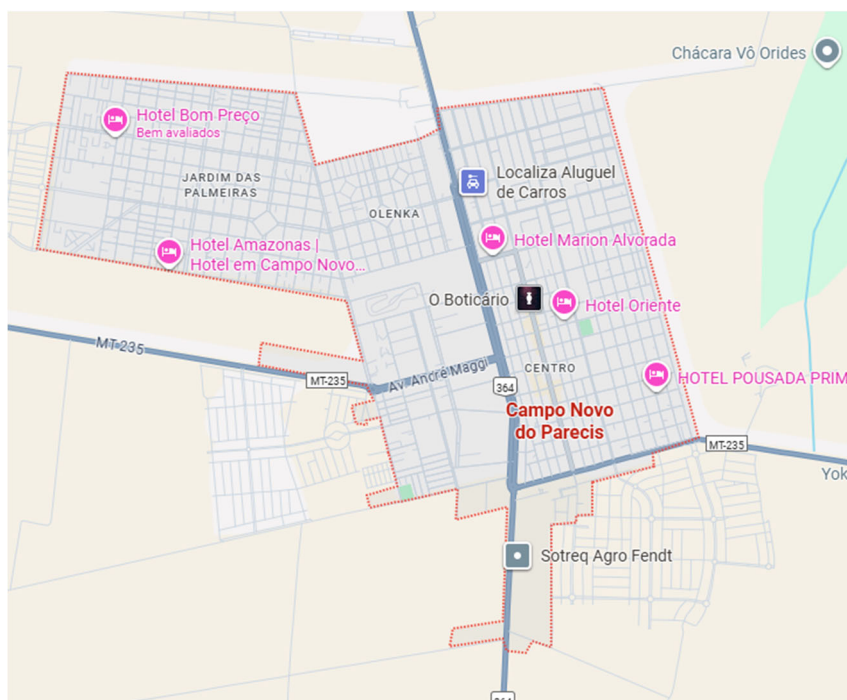 Chácara Vô Orides
Hotel Bom Preço
Bem avaliados
JARDIM DAS
PALMEIRAS
Localiza Aluguel
de Carros
OLENKA
Hotel Amazonas |
Hotel em Campo Novo...
Hotel Marion Alvorada
O Boticário
Hotel Oriente
MT-235
MT-235
Av. André Maggi
CENTRO
364
HOTEL POUSADA PRIM
Campo Novo
do Parecis
MT-235
Yok
Sotreq Agro Fendt
364